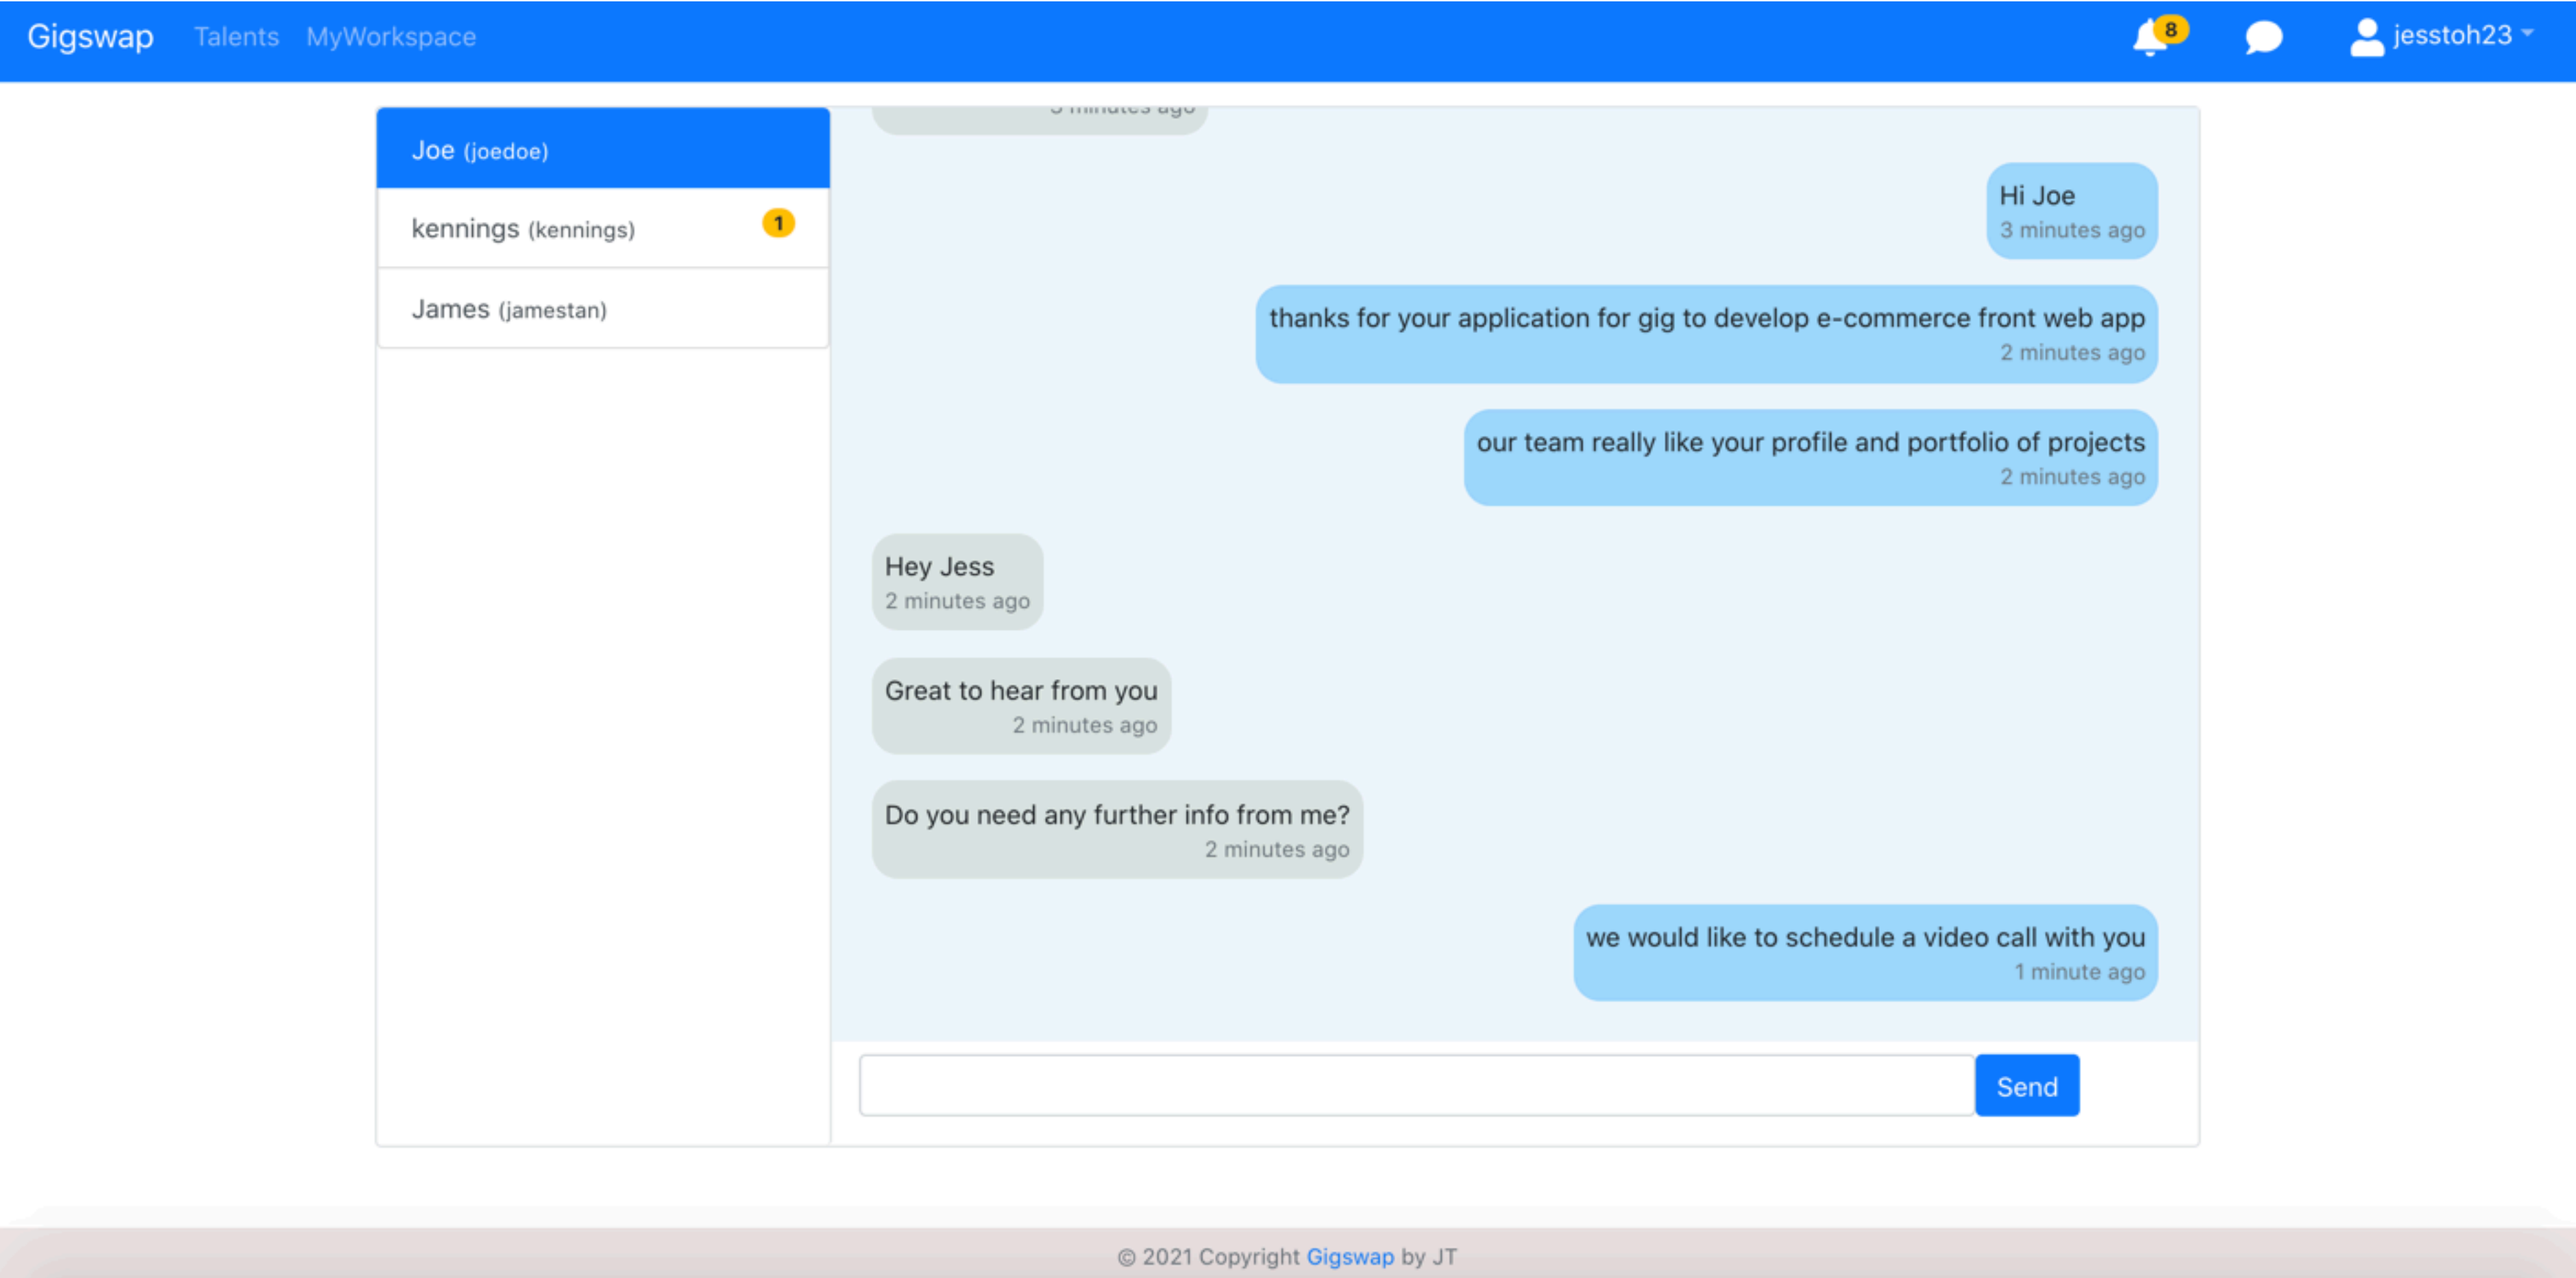 Gigswap Talents MyWorkspace 8 jesstoh23
Joe (joedoe)
kennings (kennings) 1
James (jamestan)
minutes ago
Hi Joe
3 minutes ago
thanks for your application for gig to develop e-commerce front web app
2 minutes ago
our team really like your profile and portfolio of projects
2 minutes ago
Hey Jess
2 minutes ago
Great to hear from you
2 minutes ago
Do you need any further info from me?
2 minutes ago
we would like to schedule a video call with you
1 minute ago
Send
© 2021 Copyright Gigswap by JT